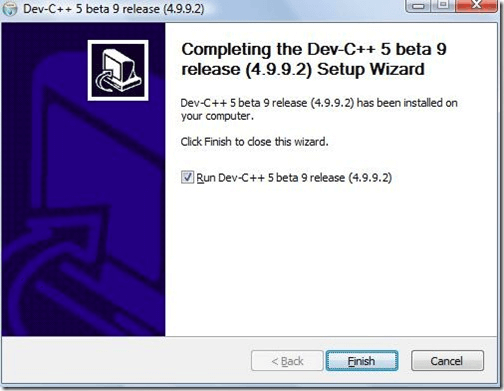 Dev-C++ 5 beta 9 release (4.9.9.2)
Completing the Dev-C++ 5 beta 9
release (4.9.9.2) Setup Wizard
Dev-C++ 5 beta 9 release (4.9.9.2) has been installed on
your computer.
Click Finish to close this wizard.
Run Dev-C++ 5 beta 9 release (4.9.9.2)
< Back
Finish
Cancel